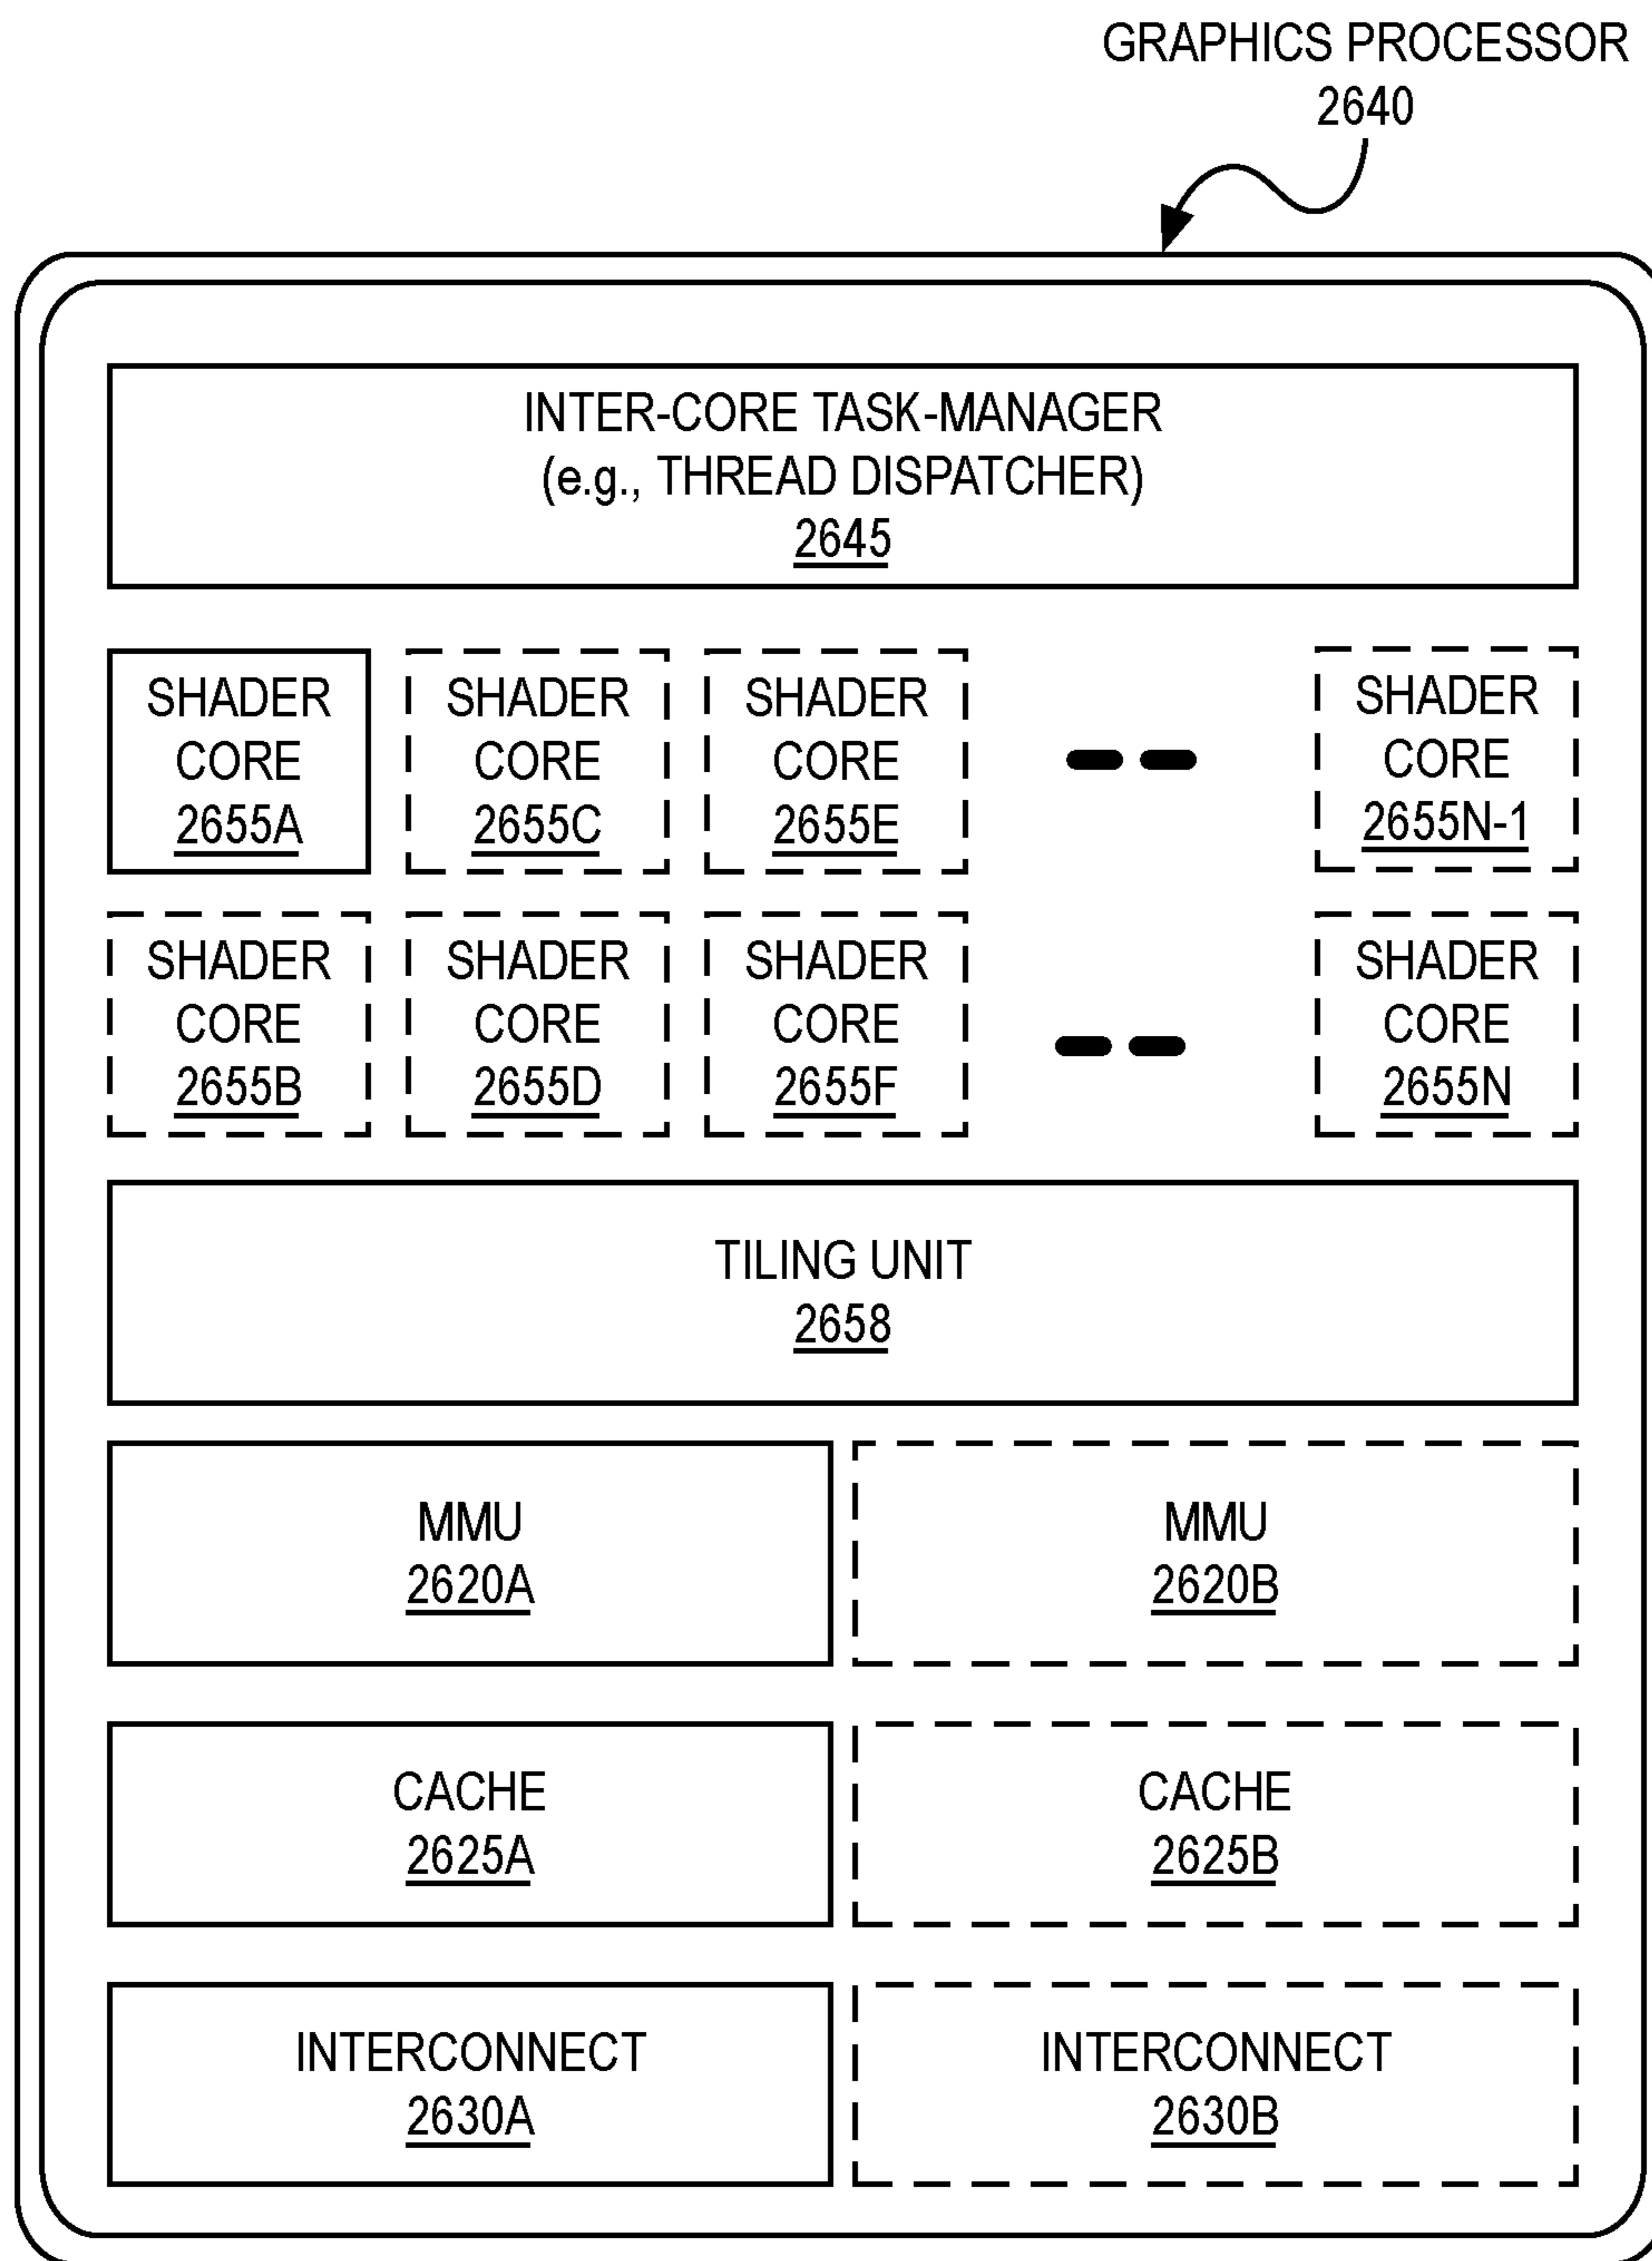 GRAPHICS PROCESSOR
2640
INTER-CORE TASK-MANAGER
(e.g., THREAD DISPATCHER)
2645
SHADER
CORE
2655A
SHADER
CORE
2655C
SHADER
CORE
2655E
SHADER
CORE
2655N-1
SHADER
CORE
2655B
SHADER
CORE
2655D
SHADER
CORE
2655F
SHADER
CORE
2655N
TILING UNIT
2658
MMU
2620A
MMU
2620B
CACHE
2625A
CACHE
2625B
INTERCONNECT
2630A
INTERCONNECT
2630B